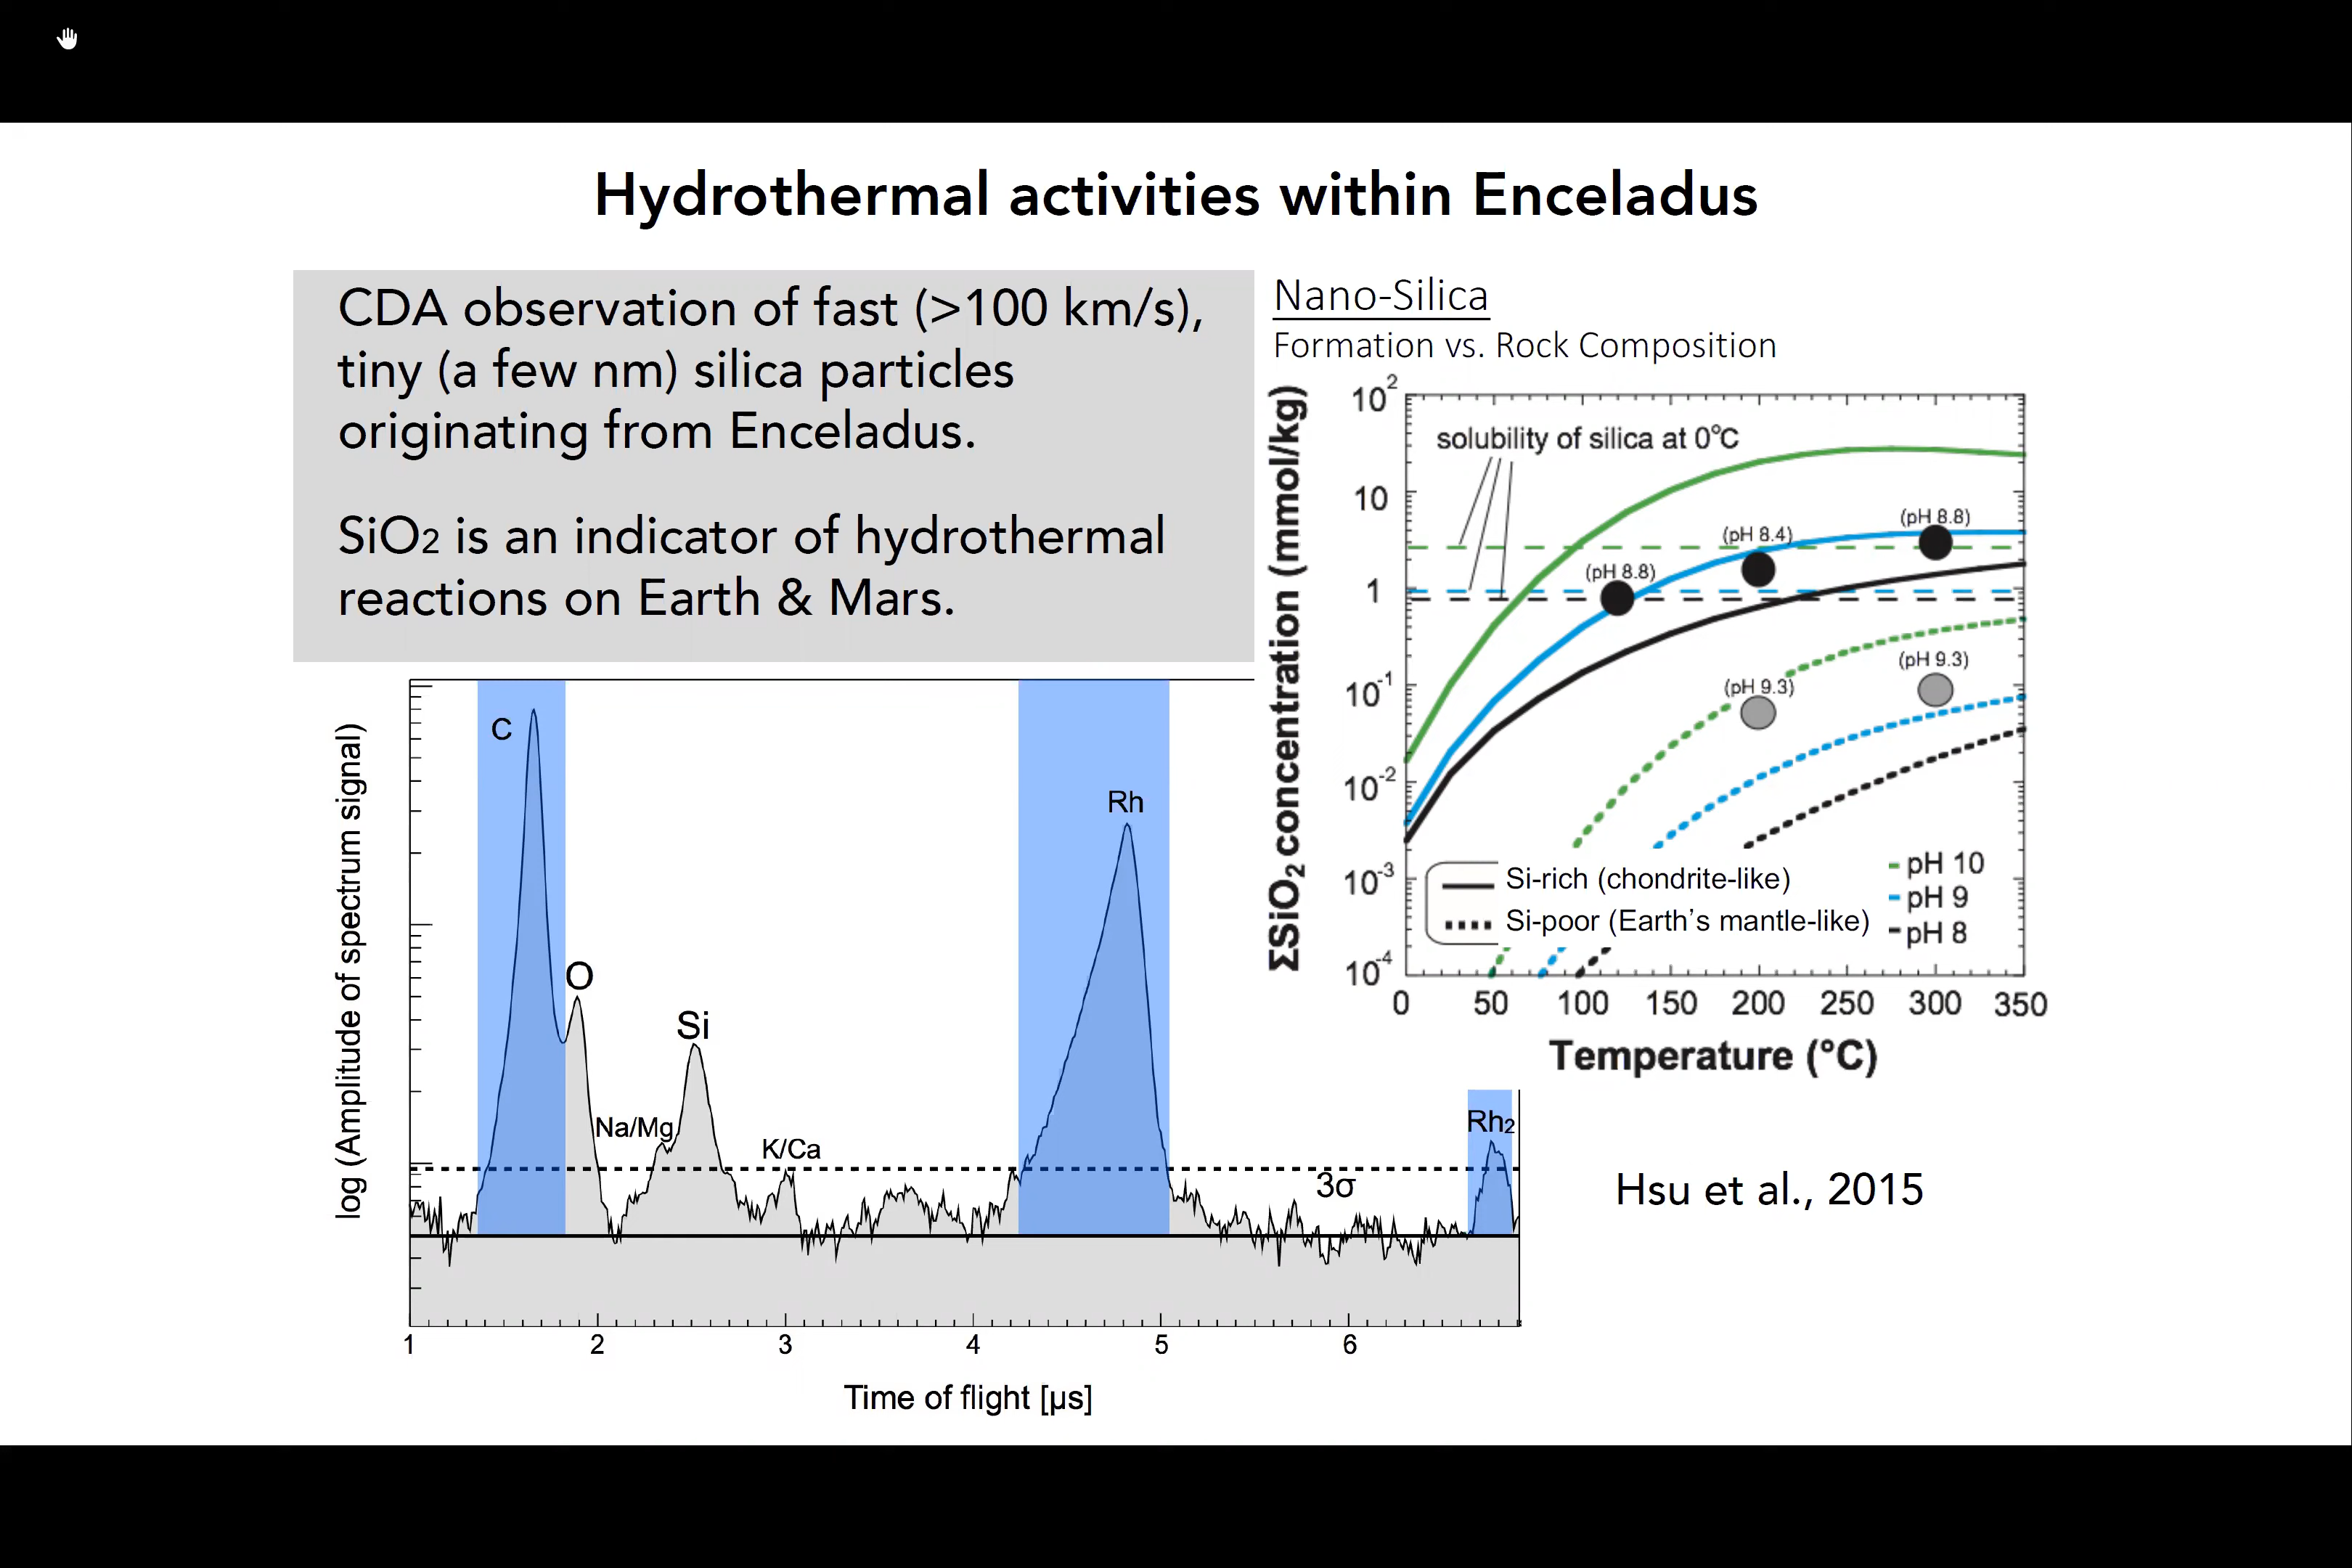 Hydrothermal activities within Enceladus
CDA observation of fast (>100 km/s),
tiny (a few nm) silica particles
originating from Enceladus.
SiO2 is an indicator of hydrothermal
reactions on Earth & Mars.
Nano-Silica
Formation vs. Rock Composition
ΣSiO2 concentration (mmol/kg)
10^2
10
1
10^-1
10^-2
10^-3
10^-4
solubility of silica at 0°C
(pH 8.8)
(pH 8.4)
(pH 8.8)
(pH 9.3)
(pH 9.3)
Si-rich (chondrite-like)
Si-poor (Earth's mantle-like)
pH 10
pH 9
pH 8
0 50 100 150 200 250 300 350
Temperature (°C)
log (Amplitude of spectrum signal)
C
O
Na/Mg
Si
K/Ca
Rh
3σ
Rh2
1 2 3 4 5 6
Time of flight [μs]
Hsu et al., 2015